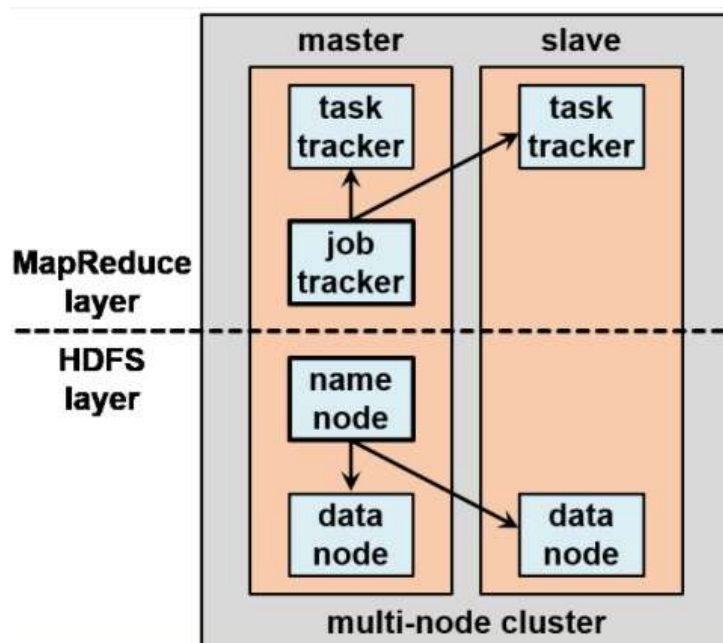 master
slave
task
tracker
task
tracker
job
tracker
MapReduce
layer
HDFS
layer
name
node
data
node
data
node
multi-node cluster